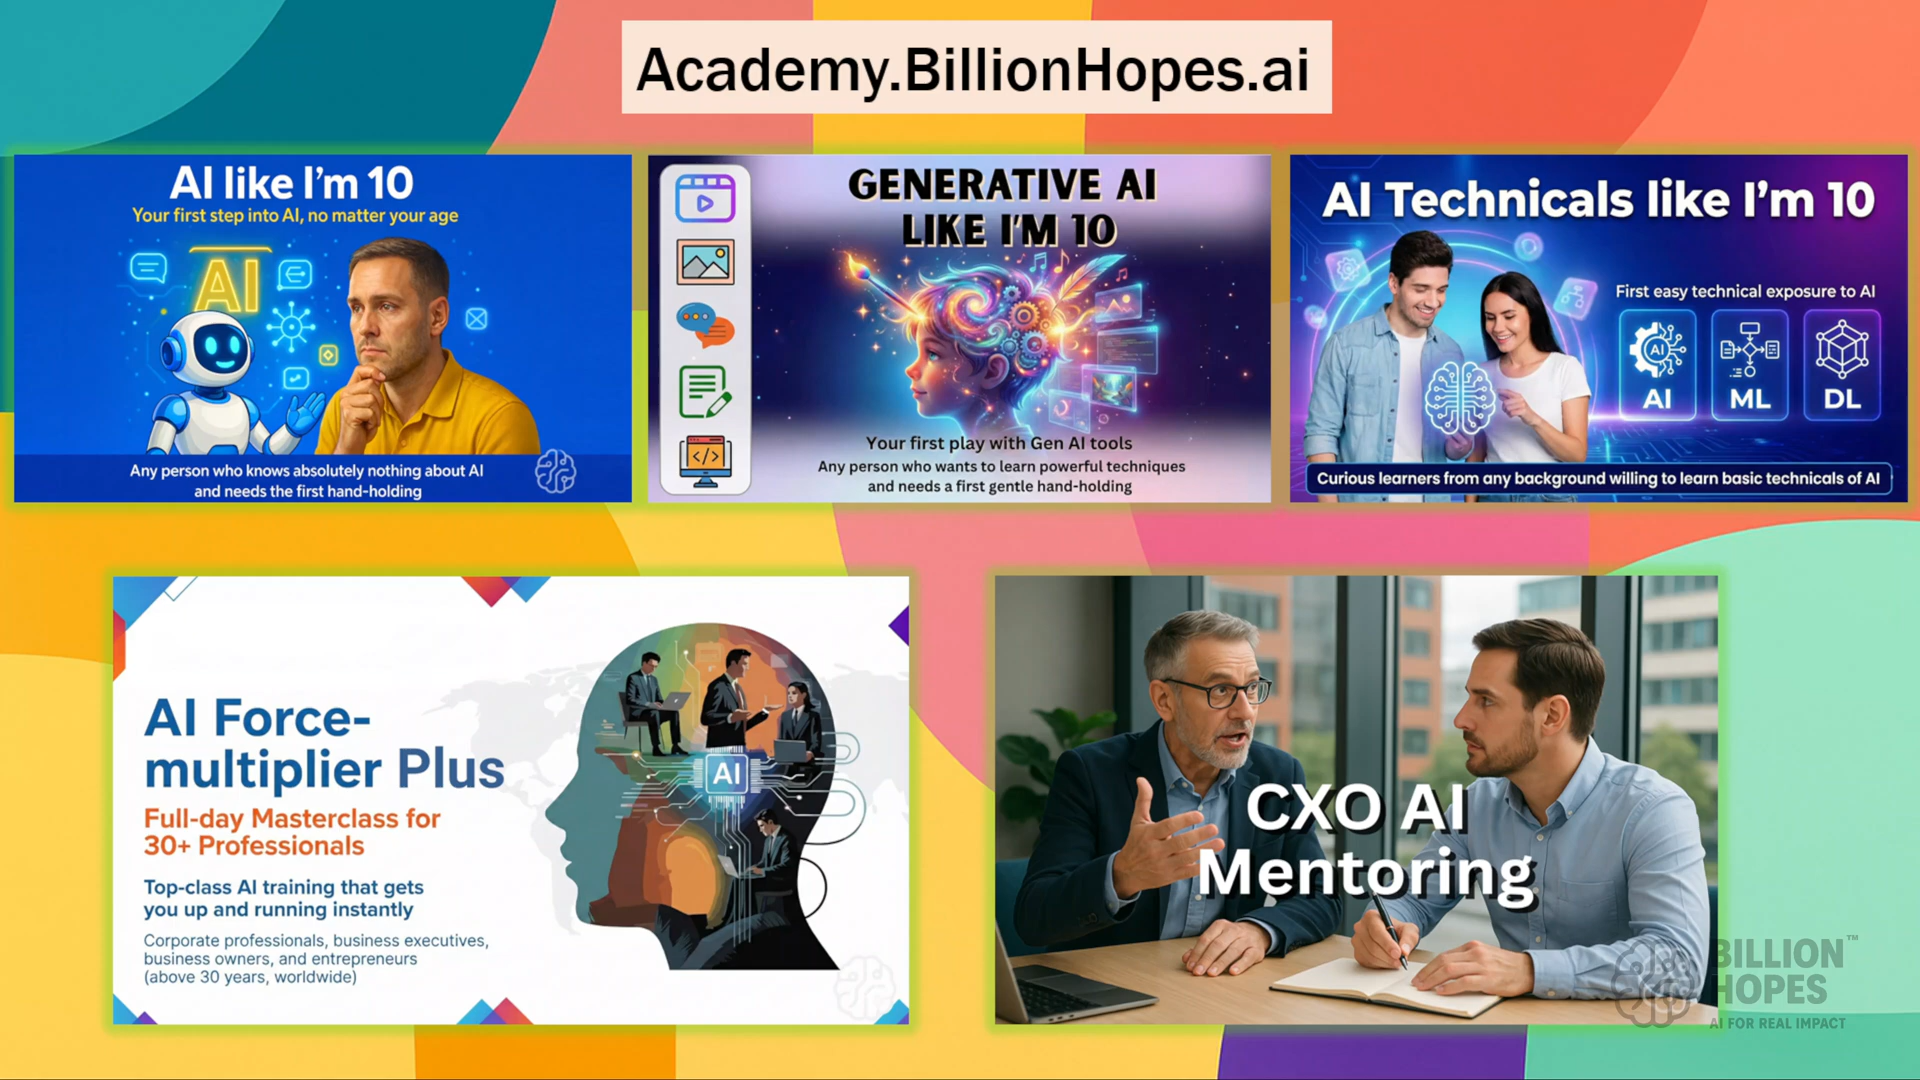 Academy.BillionHopes.ai
AI like I'm 10
Your first step into AI, no matter your age
AI
Any person who knows absolutely nothing about AI
and needs the first hand-holding
GENERATIVE AI
LIKE I'M 10
Your first play with Gen AI tools
Any person who wants to learn powerful techniques
and needs a first gentle hand-holding
AI Technicals like I'm 10
First easy technical exposure to AI
AI
AI
ML
DL
Curious learners from any background willing to learn basic technicals of AI
AI Force-
multiplier Plus
Full-day Masterclass for
30+ Professionals
Top-class AI training that gets
you up and running instantly
Corporate professionals, business executives,
business owners, and entrepreneurs
(above 30 years, worldwide)
AI
CXO AI
Mentoring
BILLION™
HOPES
AI FOR REAL IMPACT